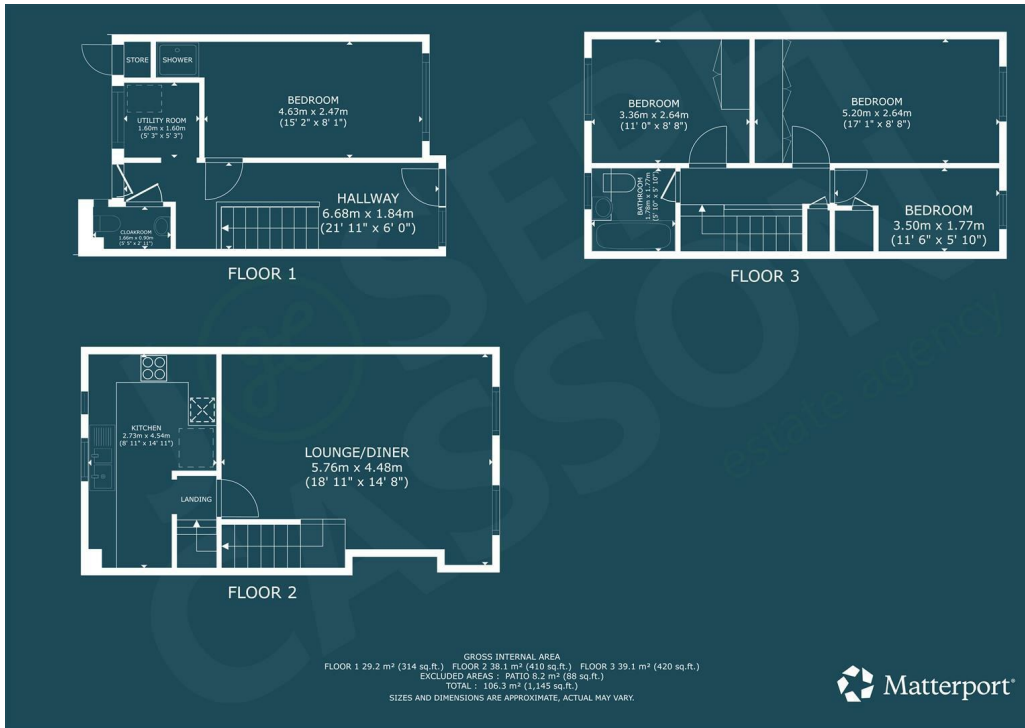 STORE
SHOWER
BEDROOM
4.63m x 2.47m
(15' 2" x 8' 1")
UTILITY ROOM
1.60m x 1.60m
(5' 3" x 5' 3")
HALLWAY
6.68m x 1.84m
(21' 11" x 6' 0")
CLOAKROOM
1.66m x 0.90m
(5' 5" x 2' 11")
FLOOR 1
BEDROOM
3.36m x 2.64m
(11' 0" x 8' 8")
BEDROOM
5.20m x 2.64m
(17' 1" x 8' 8")
BATHROOM
1.78m x 1.77m
(5' 10" x 5' 10")
BEDROOM
3.50m x 1.77m
(11' 6" x 5' 10")
FLOOR 3
KITCHEN
2.73m x 4.54m
(8' 11" x 14' 11")
LANDING
LOUNGE/DINER
5.76m x 4.48m
(18' 11" x 14' 8")
FLOOR 2
SEBH
CASSON
estate agency
GROSS INTERNAL AREA
FLOOR 1 29.2 m² (314 sq.ft.) FLOOR 2 38.1 m² (410 sq.ft.) FLOOR 3 39.1 m² (420 sq.ft.)
EXCLUDED AREAS : PATIO 8.2 m² (88 sq.ft.)
TOTAL : 106.3 m² (1,145 sq.ft.)
SIZES AND DIMENSIONS ARE APPROXIMATE, ACTUAL MAY VARY.
Matterport®